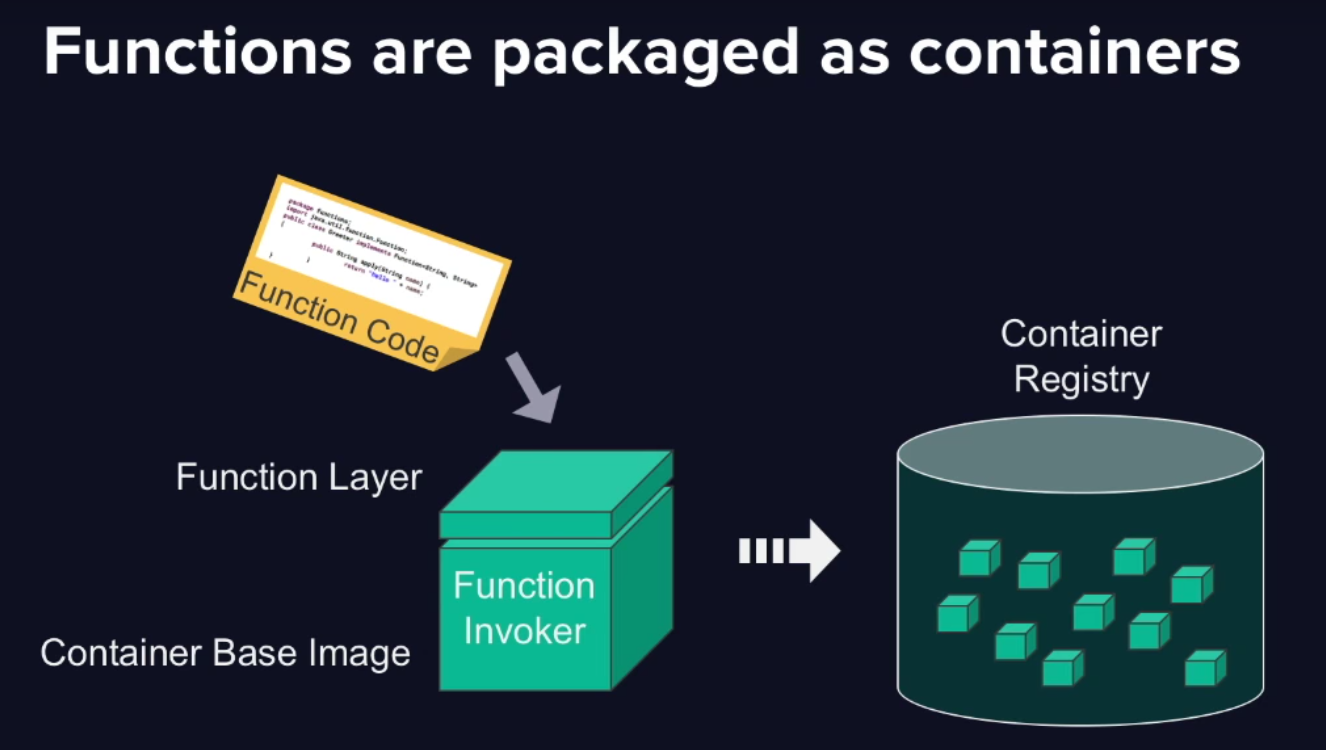 Functions are packaged as containers
package functions;
import java.util.function.Function;
public class Greeter implements Function<String, String>
{
public String apply(String name) {
return "hello " + name;
}
}
Function Code
Container
Registry
Function Layer
Function
Invoker
Container Base Image